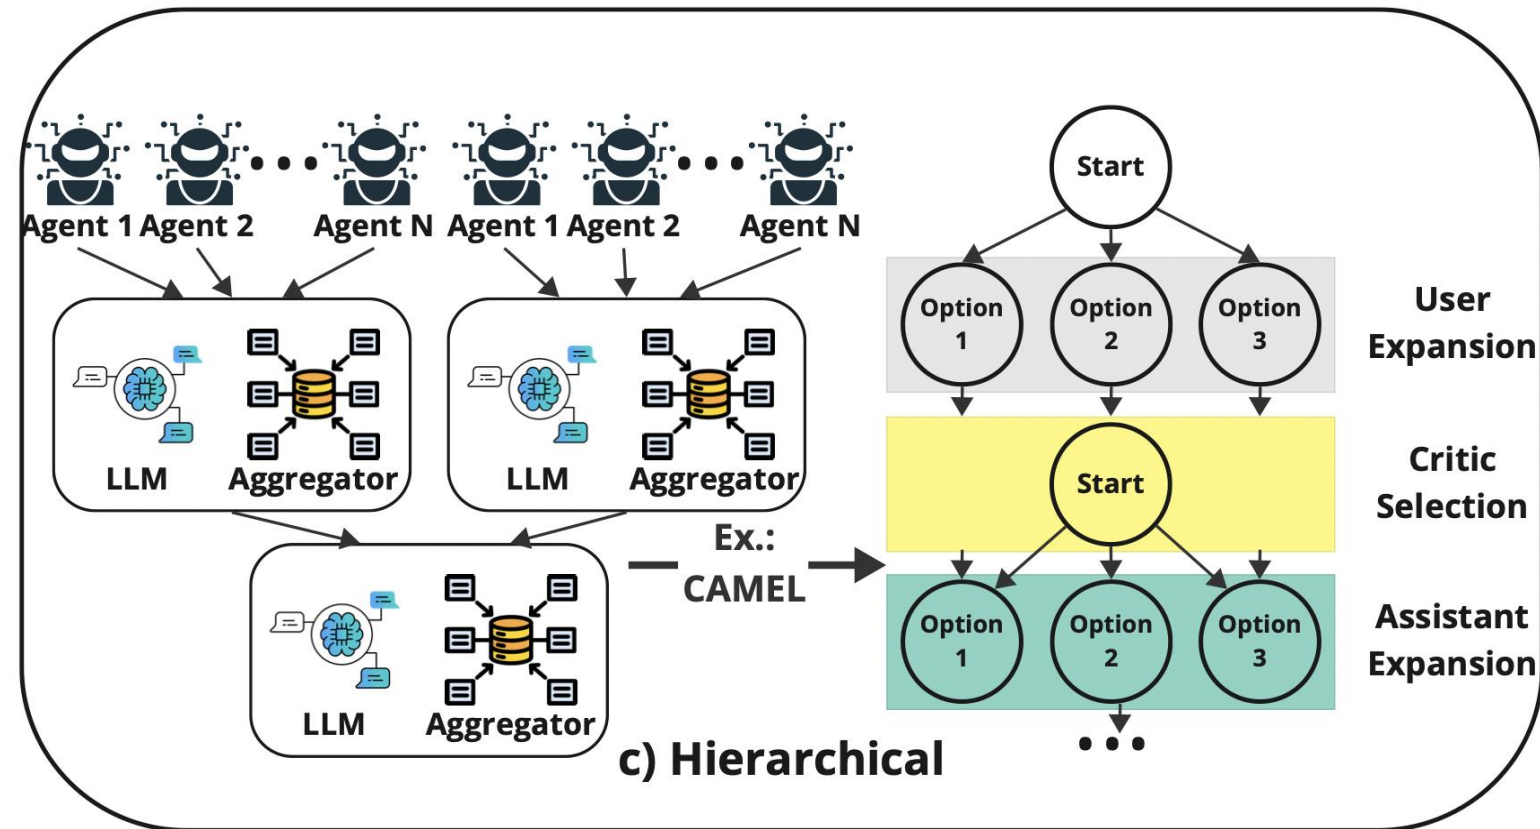 Agent 1 Agent 2 ••• Agent N Agent 1 Agent 2 ••• Agent N
LLM Aggregator
LLM Aggregator
LLM Aggregator
Ex.:
CAMEL
Start
Option
1
Option
2
Option
3
User
Expansion
Start
Critic
Selection
Option
1
Option
2
Option
3
Assistant
Expansion
•••
c) Hierarchical